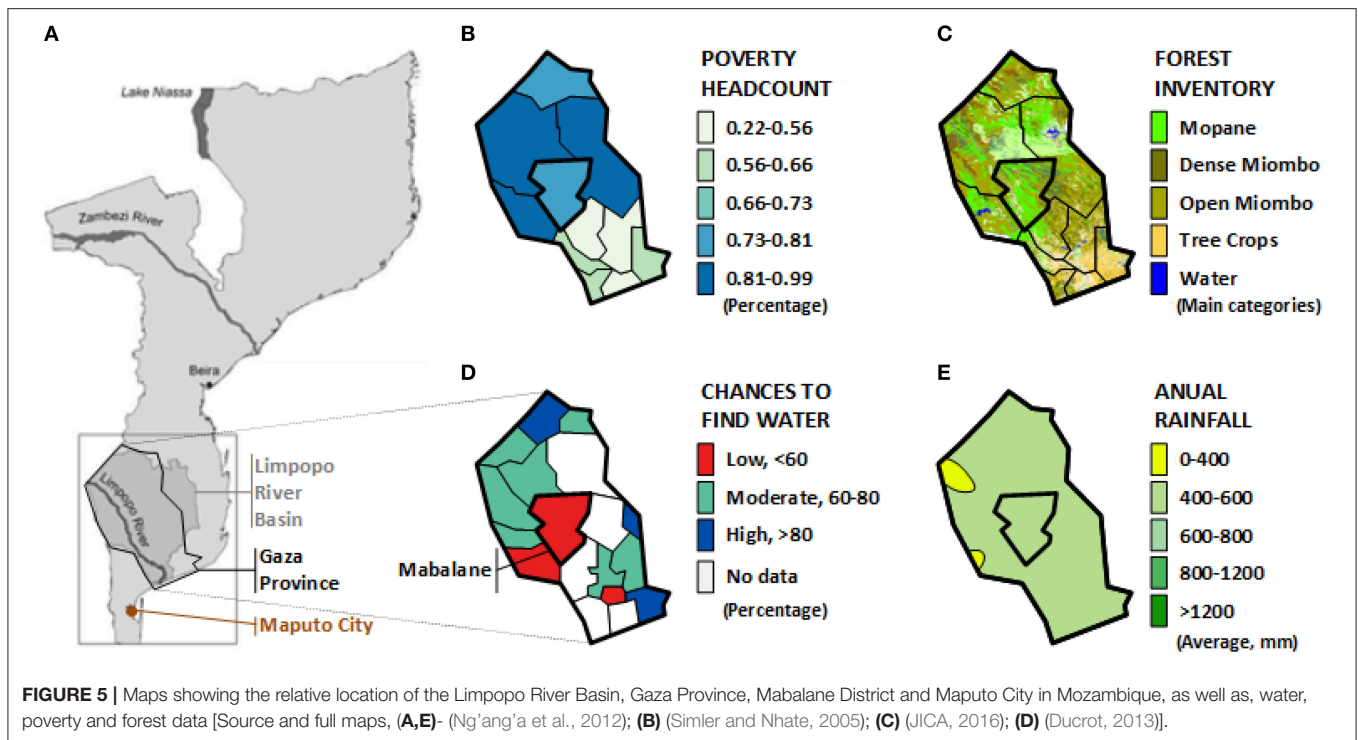 A
Lake Niassa
Zambezi River
Beira
Limpopo River
Limpopo
River
Basin
Gaza
Province
Maputo City
B
POVERTY
HEADCOUNT
0.22-0.56
0.56-0.66
0.66-0.73
0.73-0.81
0.81-0.99
(Percentage)
C
FOREST
INVENTORY
Mopane
Dense Miombo
Open Miombo
Tree Crops
Water
(Main categories)
D
CHANCES TO
FIND WATER
Low, <60
Moderate, 60-80
High, >80
No data
(Percentage)
Mabalane
E
ANUAL
RAINFALL
0-400
400-600
600-800
800-1200
>1200
(Average, mm)
FIGURE 5 | Maps showing the relative location of the Limpopo River Basin, Gaza Province, Mabalane District and Maputo City in Mozambique, as well as, water,
poverty and forest data [Source and full maps, (A,E)- (Ng'ang'a et al., 2012); (B) (Simler and Nhate, 2005); (C) (JICA, 2016); (D) (Ducrot, 2013)].